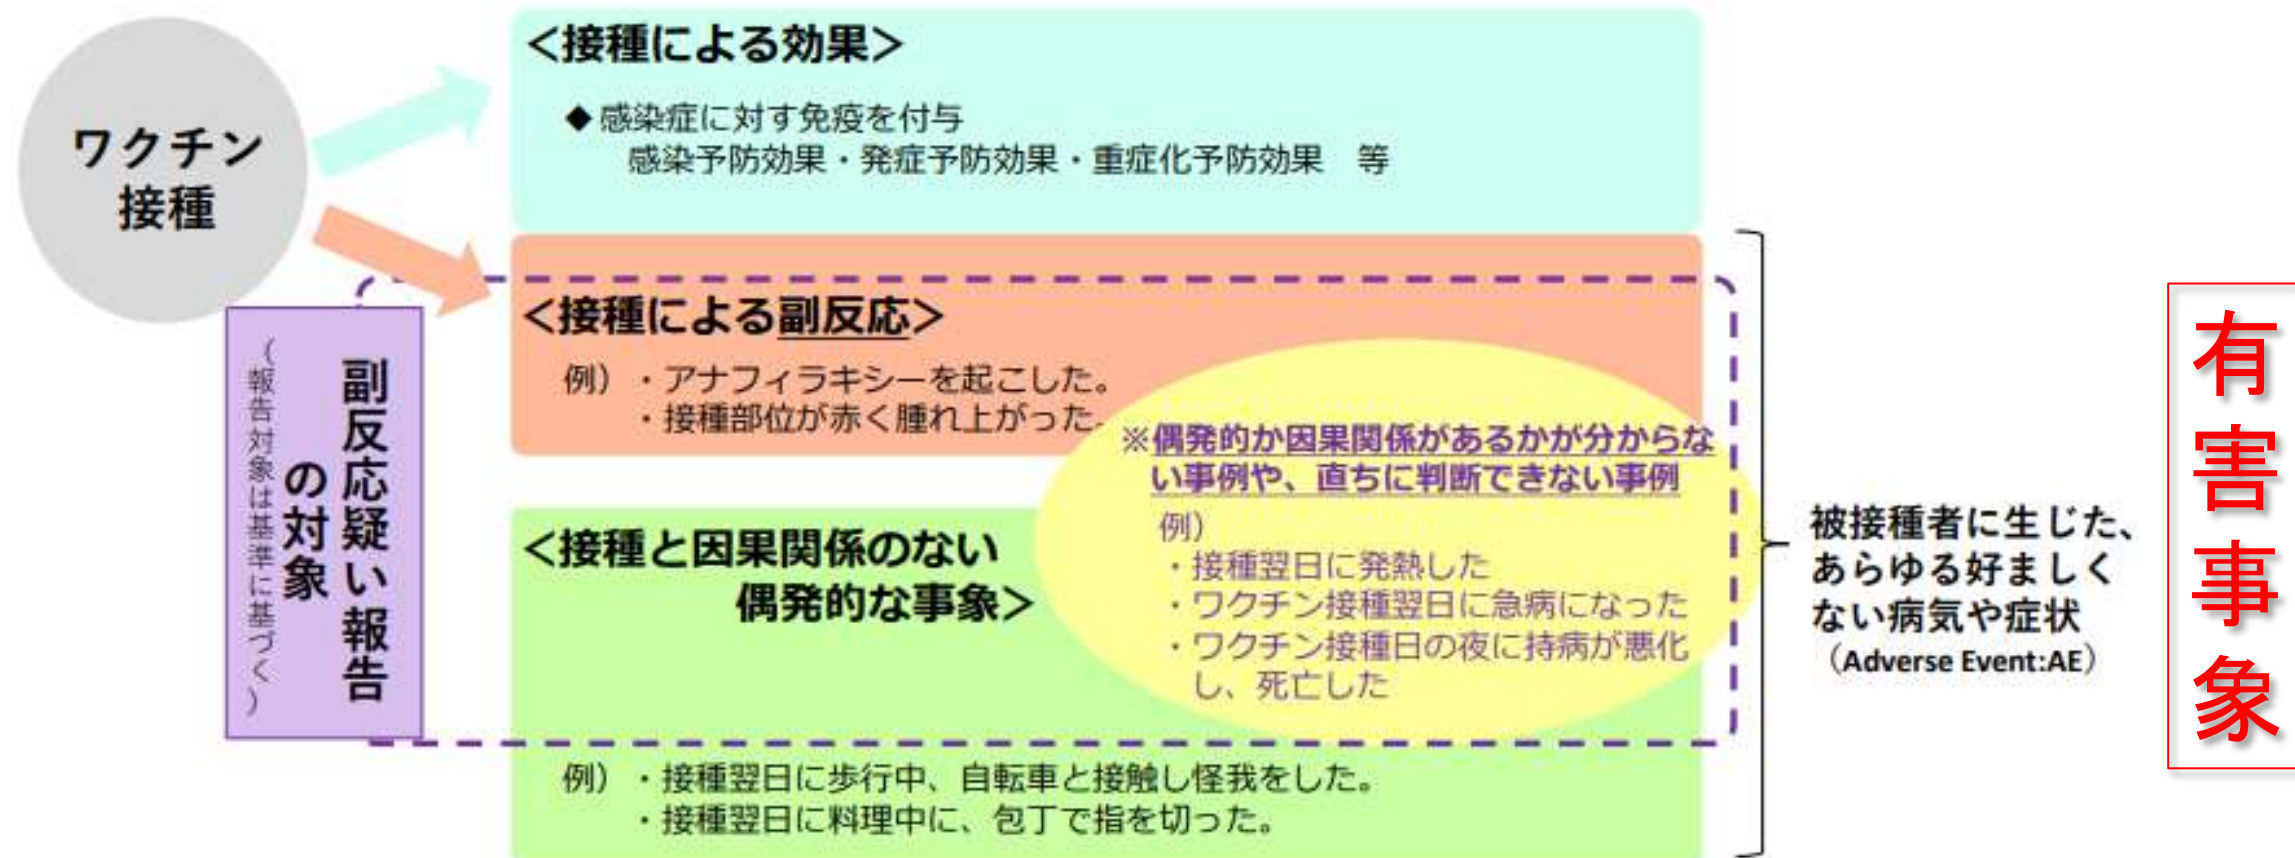 ワクチン
接種
<接種による効果>
◆感染症に対す免疫を付与
感染予防効果・発症予防効果・重症化予防効果　等
<接種による副反応>
例）・アナフィラキシーを起こした。
・接種部位が赤く腫れ上がった。
※偶発的か因果関係があるかが分からな
い事例や、直ちに判断できない事例
例）
・接種翌日に発熱した
・ワクチン接種翌日に急病になった
・ワクチン接種日の夜に持病が悪化
し、死亡した
<接種と因果関係のない
偶発的な事象>
例）・接種翌日に歩行中、自転車と接触し怪我をした。
・接種翌日に料理中に、包丁で指を切った。
副反応疑い報告
の対象
（報告対象は基準に基づく）
被接種者に生じた、
あらゆる好ましく
ない病気や症状
（Adverse Event:AE）
有害事象